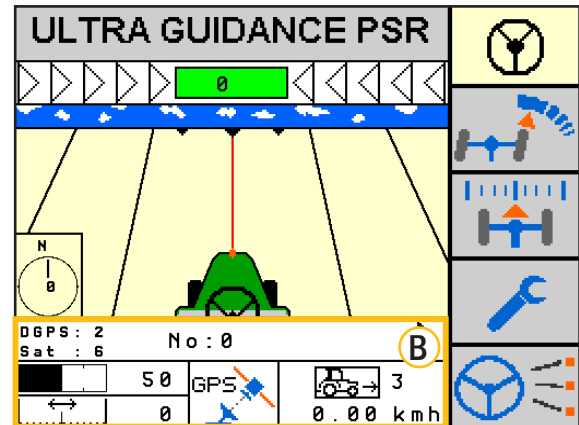 ULTRA GUIDANCE PSR
0
N
0
DGPS: 2
Sat : 6
No:0
B
50
GPS
3
0
0.00 kmh